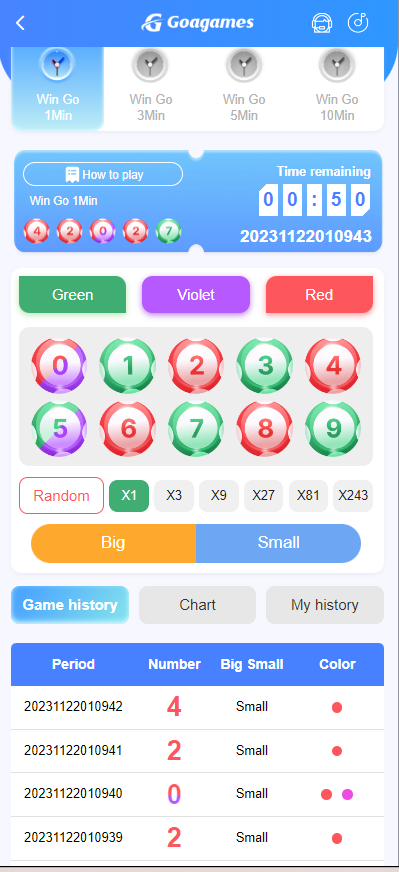 Goagames
Win Go
1Min
Win Go
3Min
Win Go
5Min
Win Go
10Min
How to play
Win Go 1Min
4 2 0 2 7
Time remaining
0 0 : 5 0
20231122010943
Green Violet Red
0 1 2 3 4
5 6 7 8 9
Random X1 X3 X9 X27 X81 X243
Big Small
Game history Chart My history
Period Number Big Small Color
20231122010942 4 Small
20231122010941 2 Small
20231122010940 0 Small
20231122010939 2 Small